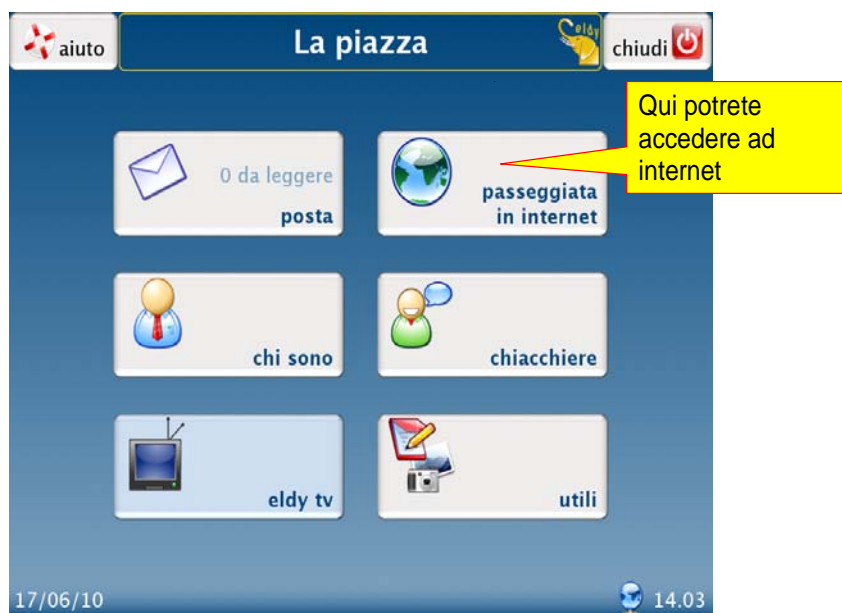 aiuto
La piazza
eldy
chiudi
Qui potrete
accedere ad
internet
0 da leggere
posta
passeggiata
in internet
chi sono
chiacchiere
eldy tv
utili
17/06/10
14.03